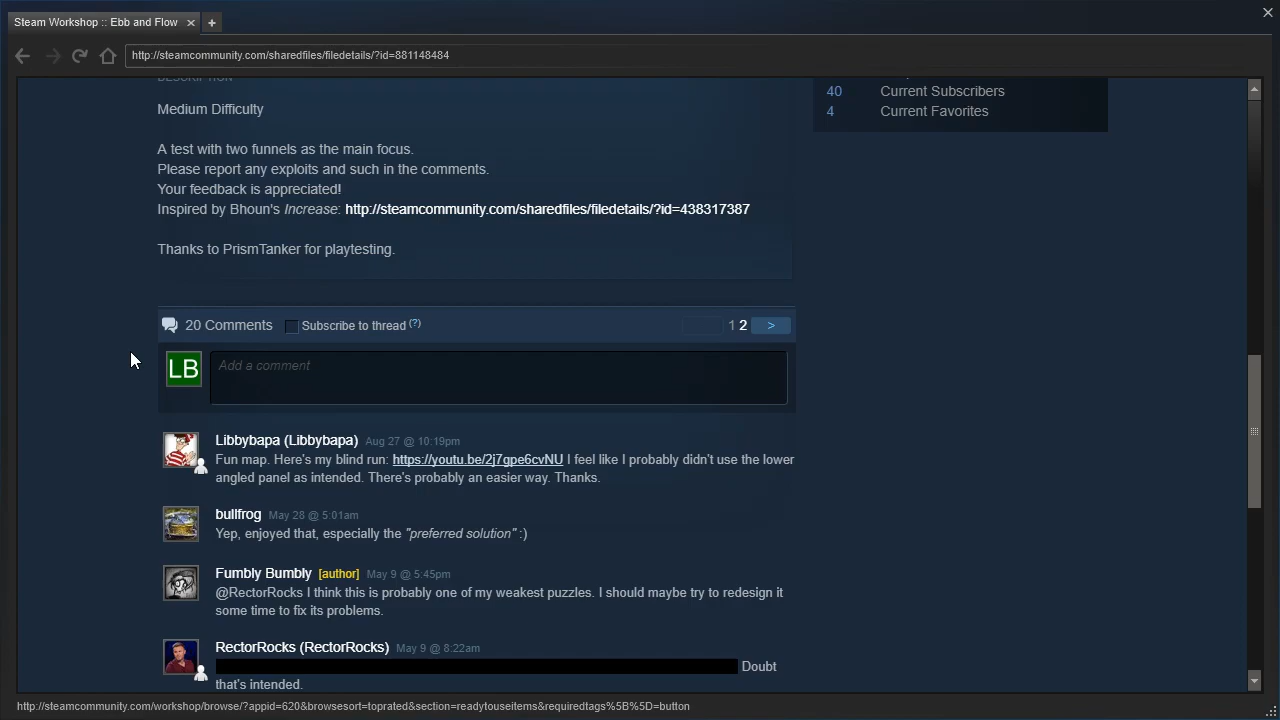 Steam Workshop :: Ebb and Flow
http://steamcommunity.com/sharedfiles/filedetails/?id=881148484
DESCRIPTION
Medium Difficulty
A test with two funnels as the main focus.
Please report any exploits and such in the comments.
Your feedback is appreciated!
Inspired by Bhoun's Increase: http://steamcommunity.com/sharedfiles/filedetails/?id=438317387
Thanks to PrismTanker for playtesting.
40 Current Subscribers
4 Current Favorites
20 Comments Subscribe to thread (?) 1 2 >
LB Add a comment
Libbybapa (Libbybapa) Aug 27 @ 10:19pm
Fun map. Here's my blind run: https://youtu.be/2j7gpe6cvNU I feel like I probably didn't use the lower
angled panel as intended. There's probably an easier way. Thanks.
bullfrog May 28 @ 5:01am
Yep, enjoyed that, especially the "preferred solution" :)
Fumbly Bumbly [author] May 9 @ 5:45pm
@RectorRocks I think this is probably one of my weakest puzzles. I should maybe try to redesign it
some time to fix its problems.
RectorRocks (RectorRocks) May 9 @ 8:22am
Doubt
that's intended.
http://steamcommunity.com/workshop/browse/?appid=620&browsesort=toprated&section=readytouseitems&requiredtags%5B%5D=button